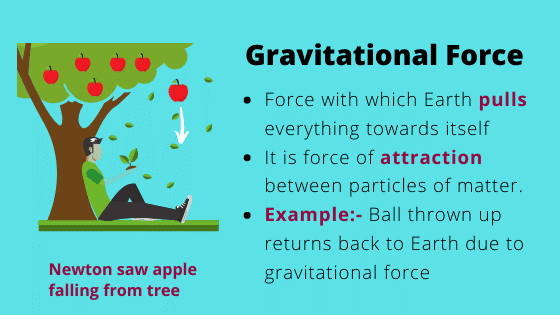 Gravitational Force
• Force with which Earth pulls
everything towards itself
• It is force of attraction
between particles of matter.
• Example:- Ball thrown up
returns back to Earth due to
gravitational force
Newton saw apple
falling from tree